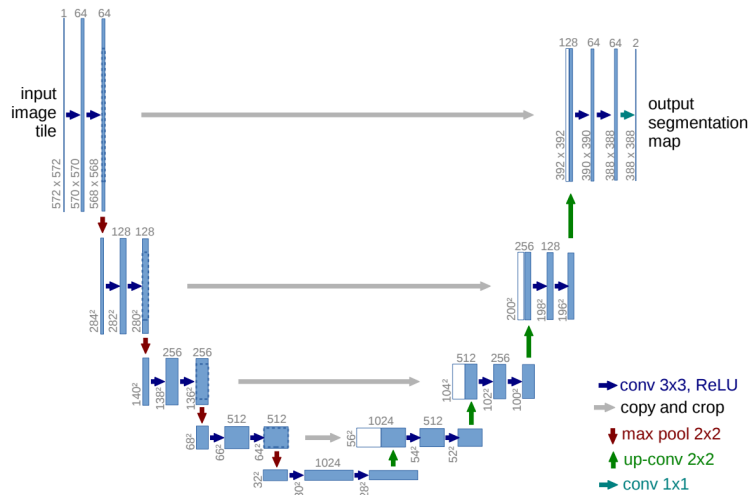 1
64
64
128
64
64
2
input
image
tile
output
segmentation
map
572 x 572
570 x 570
568 x 568
392 x 392
390 x 390
388 x 388
388 x 388
128
128
256
128
284²
282²
280²
200²
198²
196²
256
256
512
256
140²
138²
136²
104²
102²
100²
512
512
1024
512
68²
66²
64²
56²
54²
52²
1024
32²
30²
28²
conv 3x3, ReLU
copy and crop
max pool 2x2
up-conv 2x2
conv 1x1